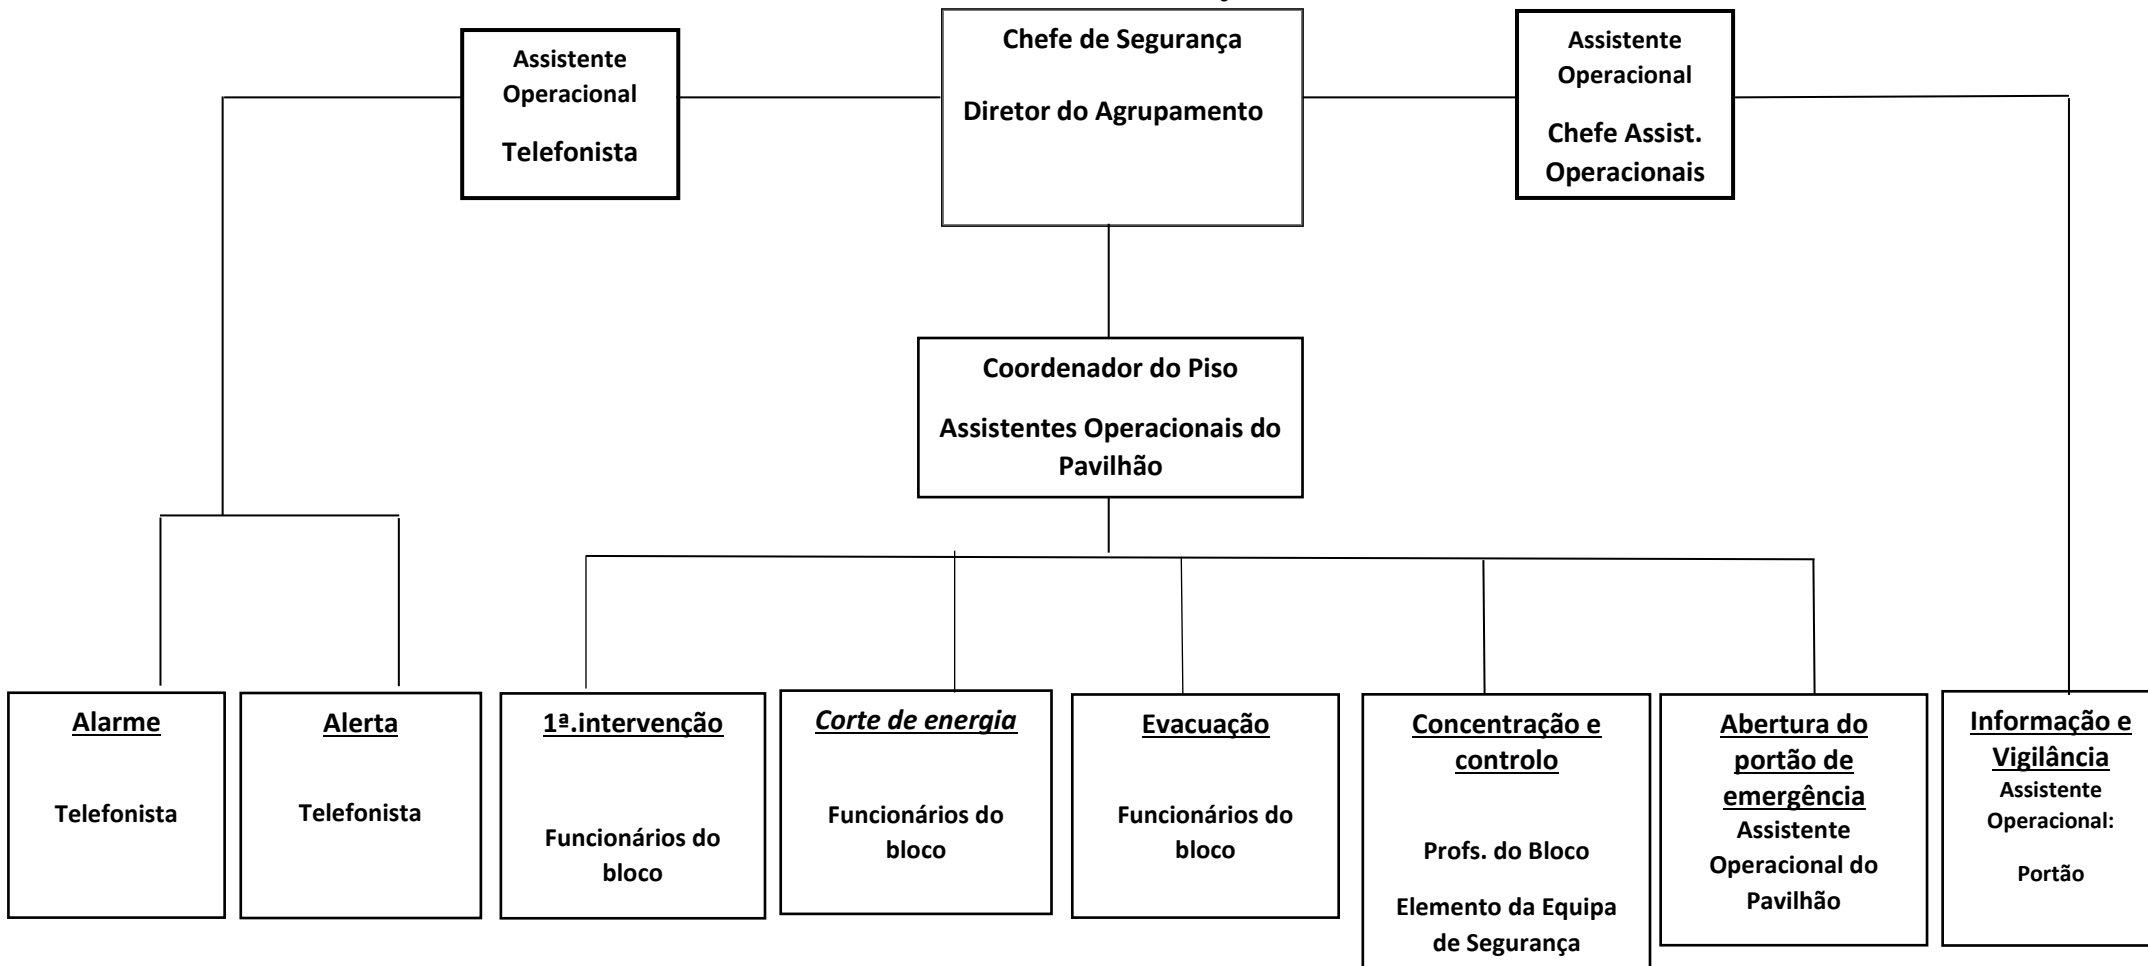 Assistente
Operacional
Telefonista
Chefe de Segurança
Diretor do Agrupamento
Assistente
Operacional
Chefe Assist.
Operacionais
Coordenador do Piso
Assistentes Operacionais do
Pavilhão
Alarme
Telefonista
Alerta
Telefonista
1ª.intervenção
Funcionários do
bloco
Corte de energia
Funcionários do
bloco
Evacuação
Funcionários do
bloco
Concentração e
controlo
Profs. do Bloco
Elemento da Equipa
de Segurança
Abertura do
portão de
emergência
Assistente
Operacional do
Pavilhão
Informação e
Vigilância
Assistente
Operacional:
Portão